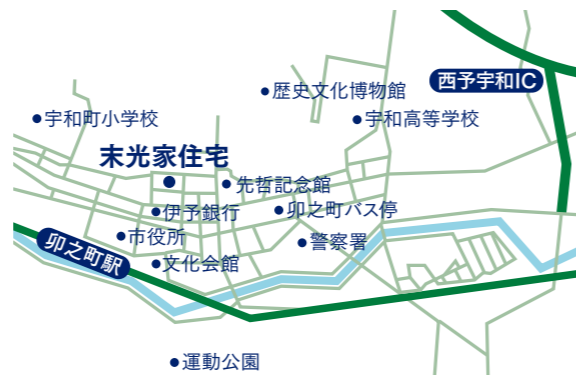 西予宇和IC
歴史文化博物館
宇和町小学校
宇和高等学校
末光家住宅
先哲記念館
伊予銀行
卯之町バス停
市役所
警察署
卯之町駅
文化会館
運動公園